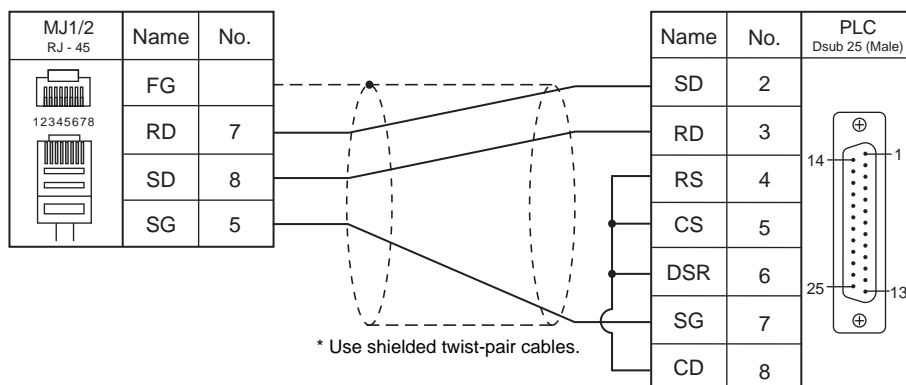 MJ1/2
RJ - 45
Name No.
FG
RD 7
SD 8
SG 5
12345678
* Use shielded twist-pair cables.
Name No.
PLC
Dsub 25 (Male)
SD 2
RD 3
RS 4
CS 5
DSR 6
SG 7
CD 8
14 1
25 13